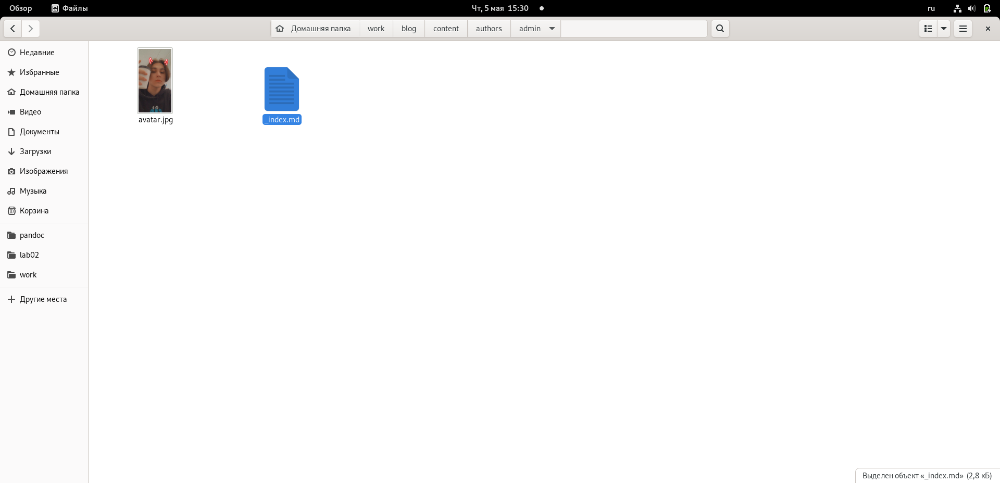 Обзор Файлы Чт, 5 мая 15:30 ru
Домашняя папка work blog content authors admin
Недавние
Избранные
Домашняя папка
Видео
Документы
Загрузки
Изображения
Музыка
Корзина
pandoc
lab02
work
Другие места
avatar.jpg _index.md
Выделен объект «_index.md» (2,8 кБ)